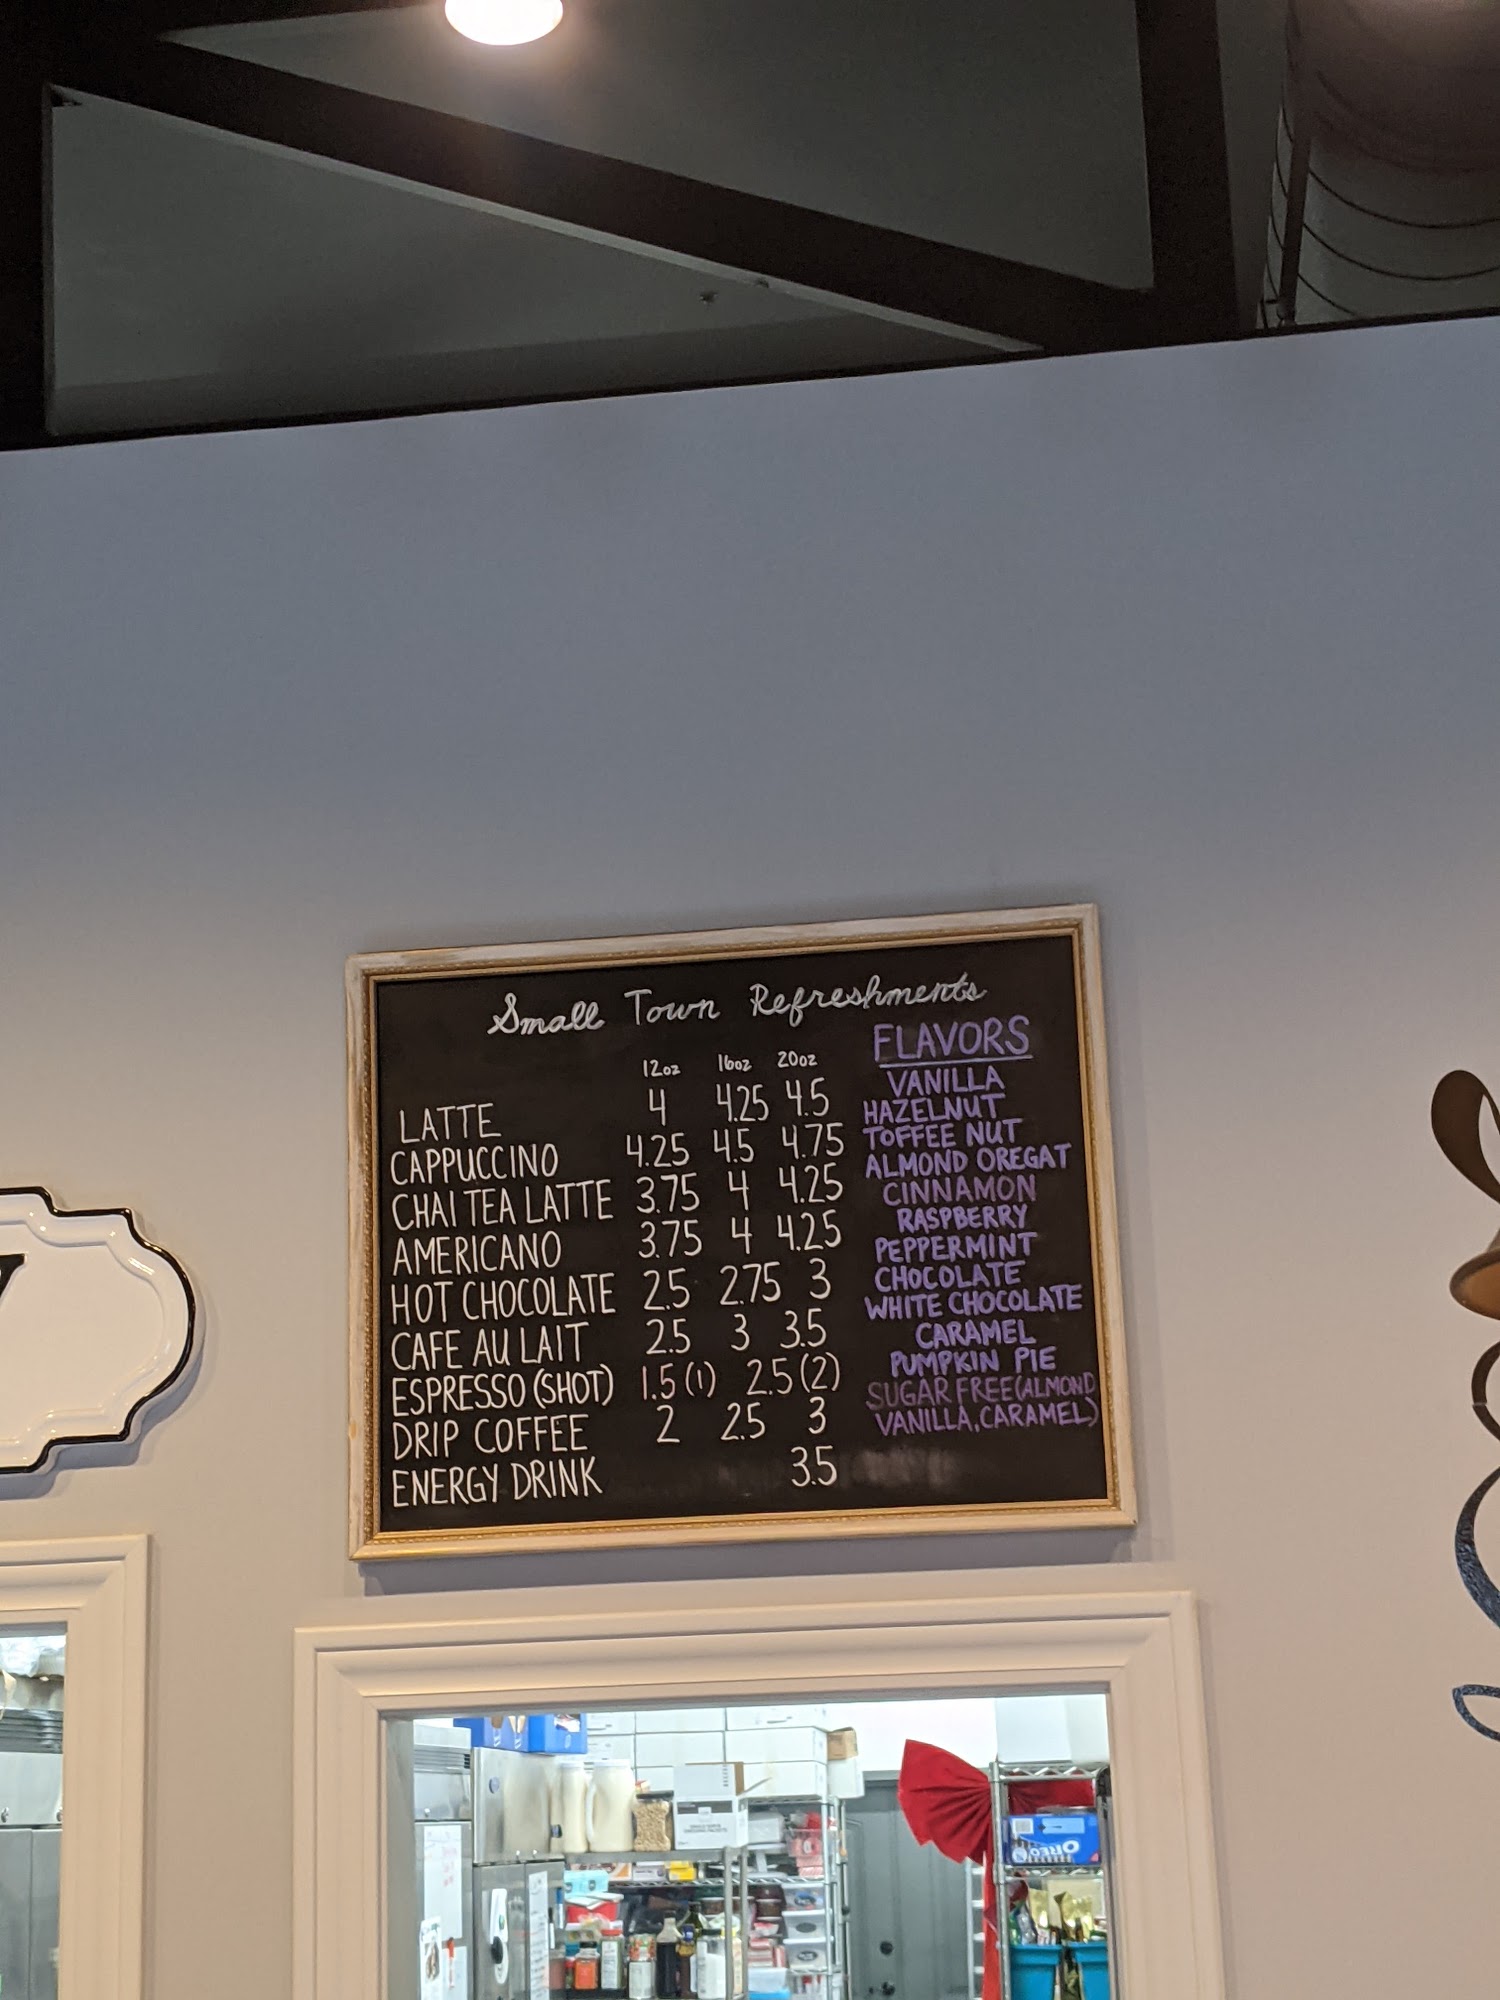 Small Town Refreshments
12oz 16oz 20oz
LATTE 4 4.25 4.5
CAPPUCCINO 4.25 4.5 4.75
CHAI TEA LATTE 3.75 4 4.25
AMERICANO 3.75 4 4.25
HOT CHOCOLATE 2.5 2.75 3
CAFE AU LAIT 2.5 3 3.5
ESPRESSO (SHOT) 1.5 (1) 2.5 (2)
DRIP COFFEE 2 2.5 3
ENERGY DRINK 3.5
FLAVORS
VANILLA
HAZELNUT
TOFFEE NUT
ALMOND OREGAT
CINNAMON
RASPBERRY
PEPPERMINT
CHOCOLATE
WHITE CHOCOLATE
CARAMEL
PUMPKIN PIE
SUGAR FREE (ALMOND
VANILLA, CARAMEL)
OREO